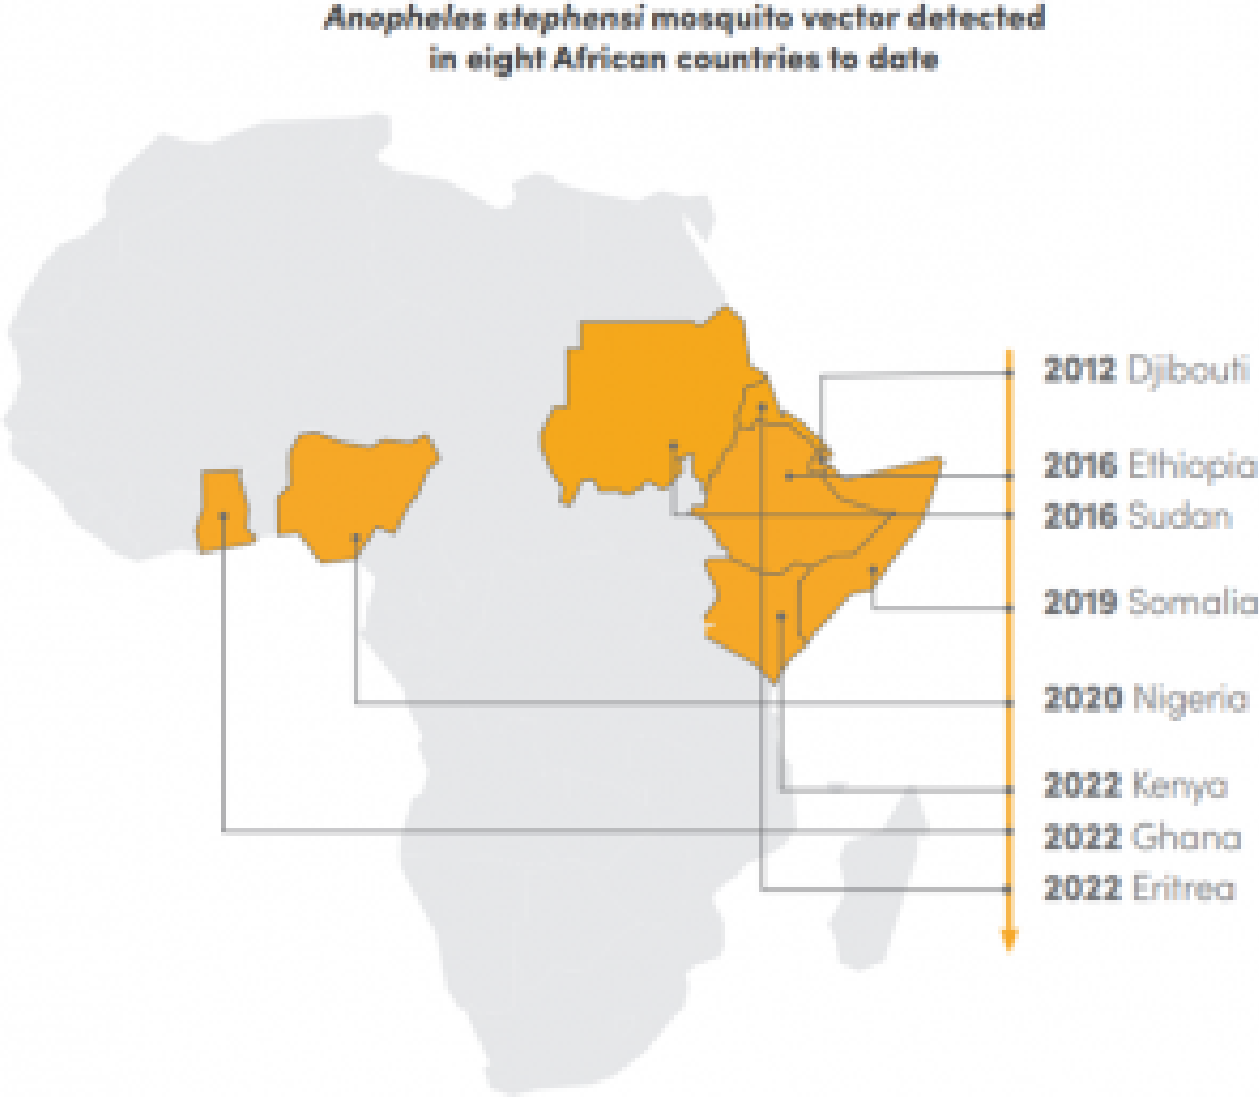 Anopheles stephensi mosquito vector detected
in eight African countries to date
2012 Djibouti
2016 Ethiopia
2016 Sudan
2019 Somalia
2020 Nigeria
2022 Kenya
2022 Ghana
2022 Eritrea